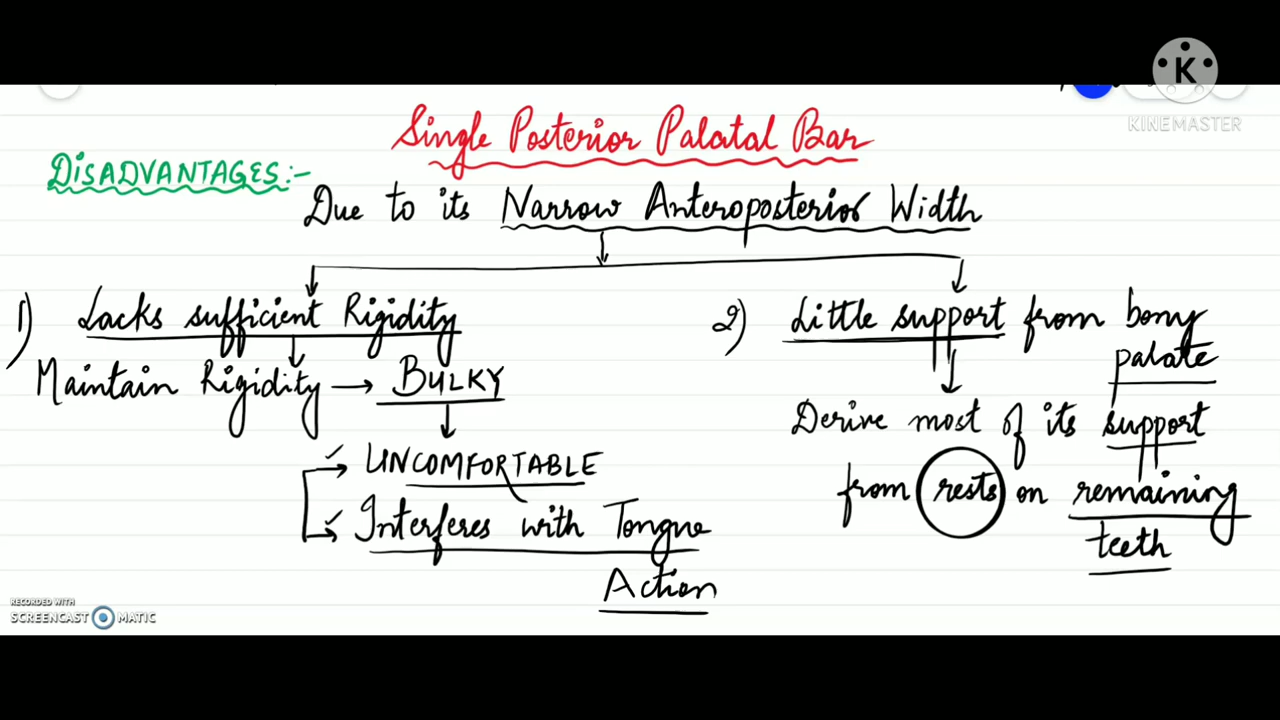 KINEMASTER
Single Posterior Palatal Bar
DISADVANTAGES:-
Due to its Narrow Anteroposterior Width
1) Lacks sufficient Rigidity
Maintain Rigidity → BULKY
✓ → UNCOMFORTABLE
✓ → Interferes with Tongue
Action
2) Little support from bony
palate
Derive most of its support
from rests on remaining
teeth
RECORDED WITH
SCREENCAST MATIC